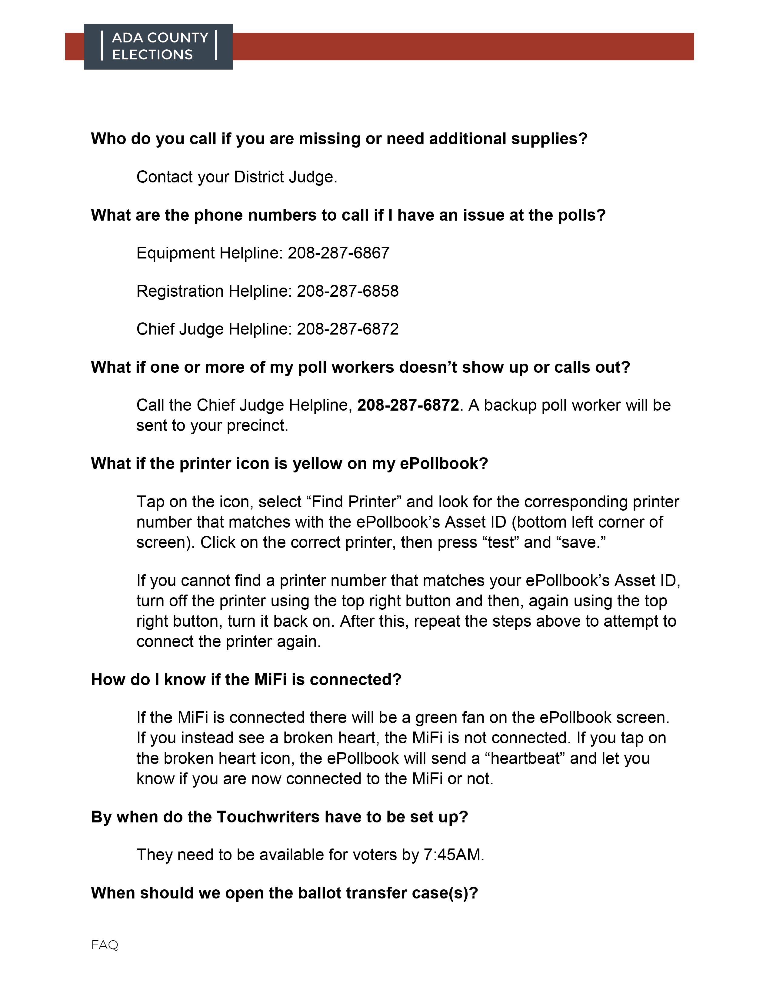 ADA COUNTY
ELECTIONS
Who do you call if you are missing or need additional supplies?
Contact your District Judge.
What are the phone numbers to call if I have an issue at the polls?
Equipment Helpline: 208-287-6867
Registration Helpline: 208-287-6858
Chief Judge Helpline: 208-287-6872
What if one or more of my poll workers doesn’t show up or calls out?
Call the Chief Judge Helpline, 208-287-6872. A backup poll worker will be
sent to your precinct.
What if the printer icon is yellow on my ePollbook?
Tap on the icon, select “Find Printer” and look for the corresponding printer
number that matches with the ePollbook’s Asset ID (bottom left corner of
screen). Click on the correct printer, then press “test” and “save.”
If you cannot find a printer number that matches your ePollbook’s Asset ID,
turn off the printer using the top right button and then, again using the top
right button, turn it back on. After this, repeat the steps above to attempt to
connect the printer again.
How do I know if the MiFi is connected?
If the MiFi is connected there will be a green fan on the ePollbook screen.
If you instead see a broken heart, the MiFi is not connected. If you tap on
the broken heart icon, the ePollbook will send a “heartbeat” and let you
know if you are now connected to the MiFi or not.
By when do the Touchwriters have to be set up?
They need to be available for voters by 7:45AM.
When should we open the ballot transfer case(s)?
FAQ